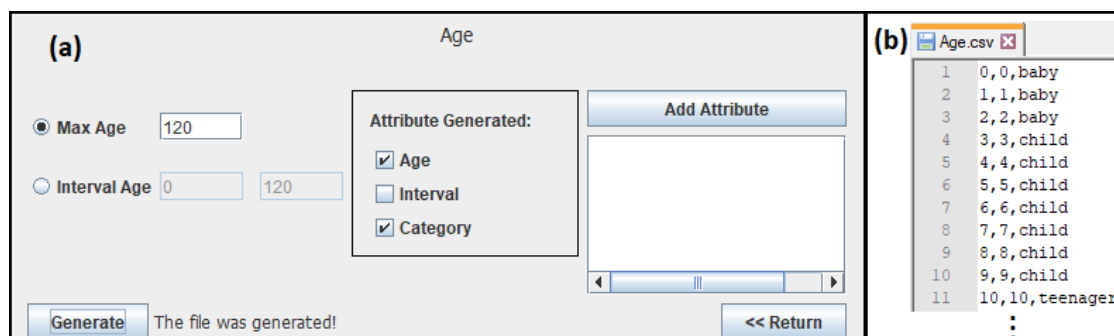 (a)
Age
Max Age 120
Interval Age 0 120
Attribute Generated:
Age
Interval
Category
Add Attribute
Generate The file was generated!
<< Return
(b) Age.csv
1 0,0,baby
2 1,1,baby
3 2,2,baby
4 3,3,child
5 4,4,child
6 5,5,child
7 6,6,child
8 7,7,child
9 8,8,child
10 9,9,child
11 10,10,teenager